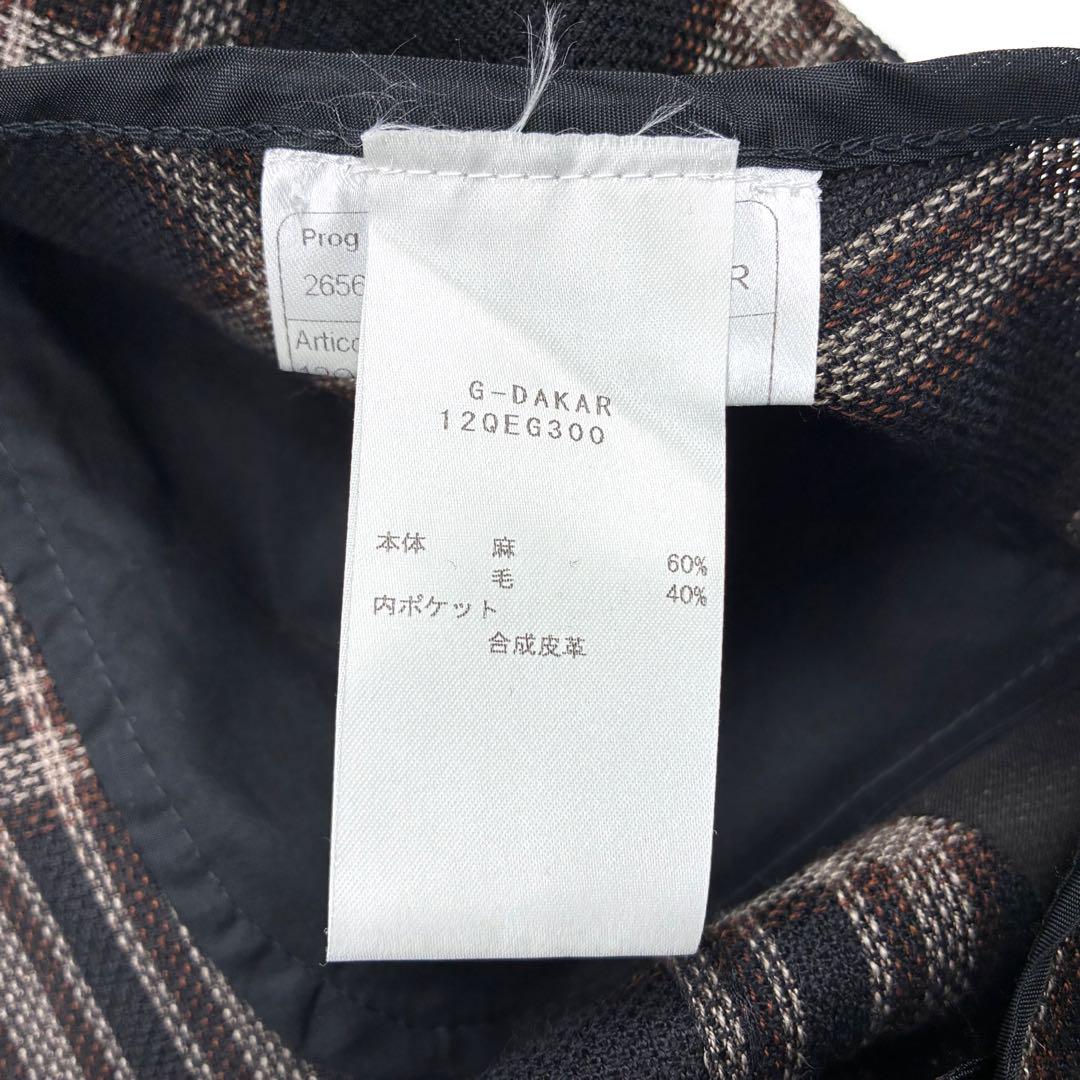 Prog
2656
R
G-DAKAR
12QEG300
本体 麻 60%
毛 40%
内ポケット
合成皮革